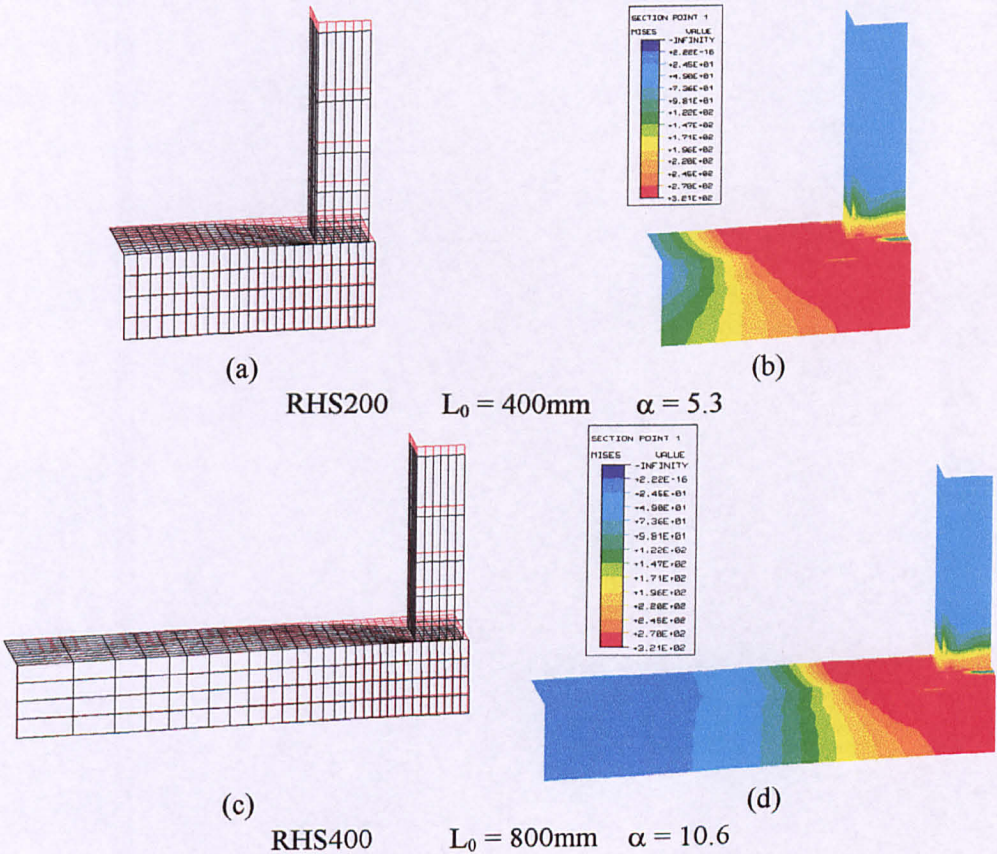 SECTION POINT 1
MISES VALUE
-INFINITY
+2.22E-16
+2.45E+01
+4.90E+01
+7.36E+01
+9.81E+01
+1.22E+02
+1.47E+02
+1.71E+02
+1.96E+02
+2.20E+02
+2.45E+02
+2.70E+02
+3.21E+02
(a)
(b)
RHS200 L₀ = 400mm α = 5.3
SECTION POINT 1
MISES VALUE
-INFINITY
+2.22E-16
+2.45E+01
+4.90E+01
+7.36E+01
+9.81E+01
+1.22E+02
+1.47E+02
+1.71E+02
+1.96E+02
+2.20E+02
+2.45E+02
+2.70E+02
+3.21E+02
(c)
(d)
RHS400 L₀ = 800mm α = 10.6